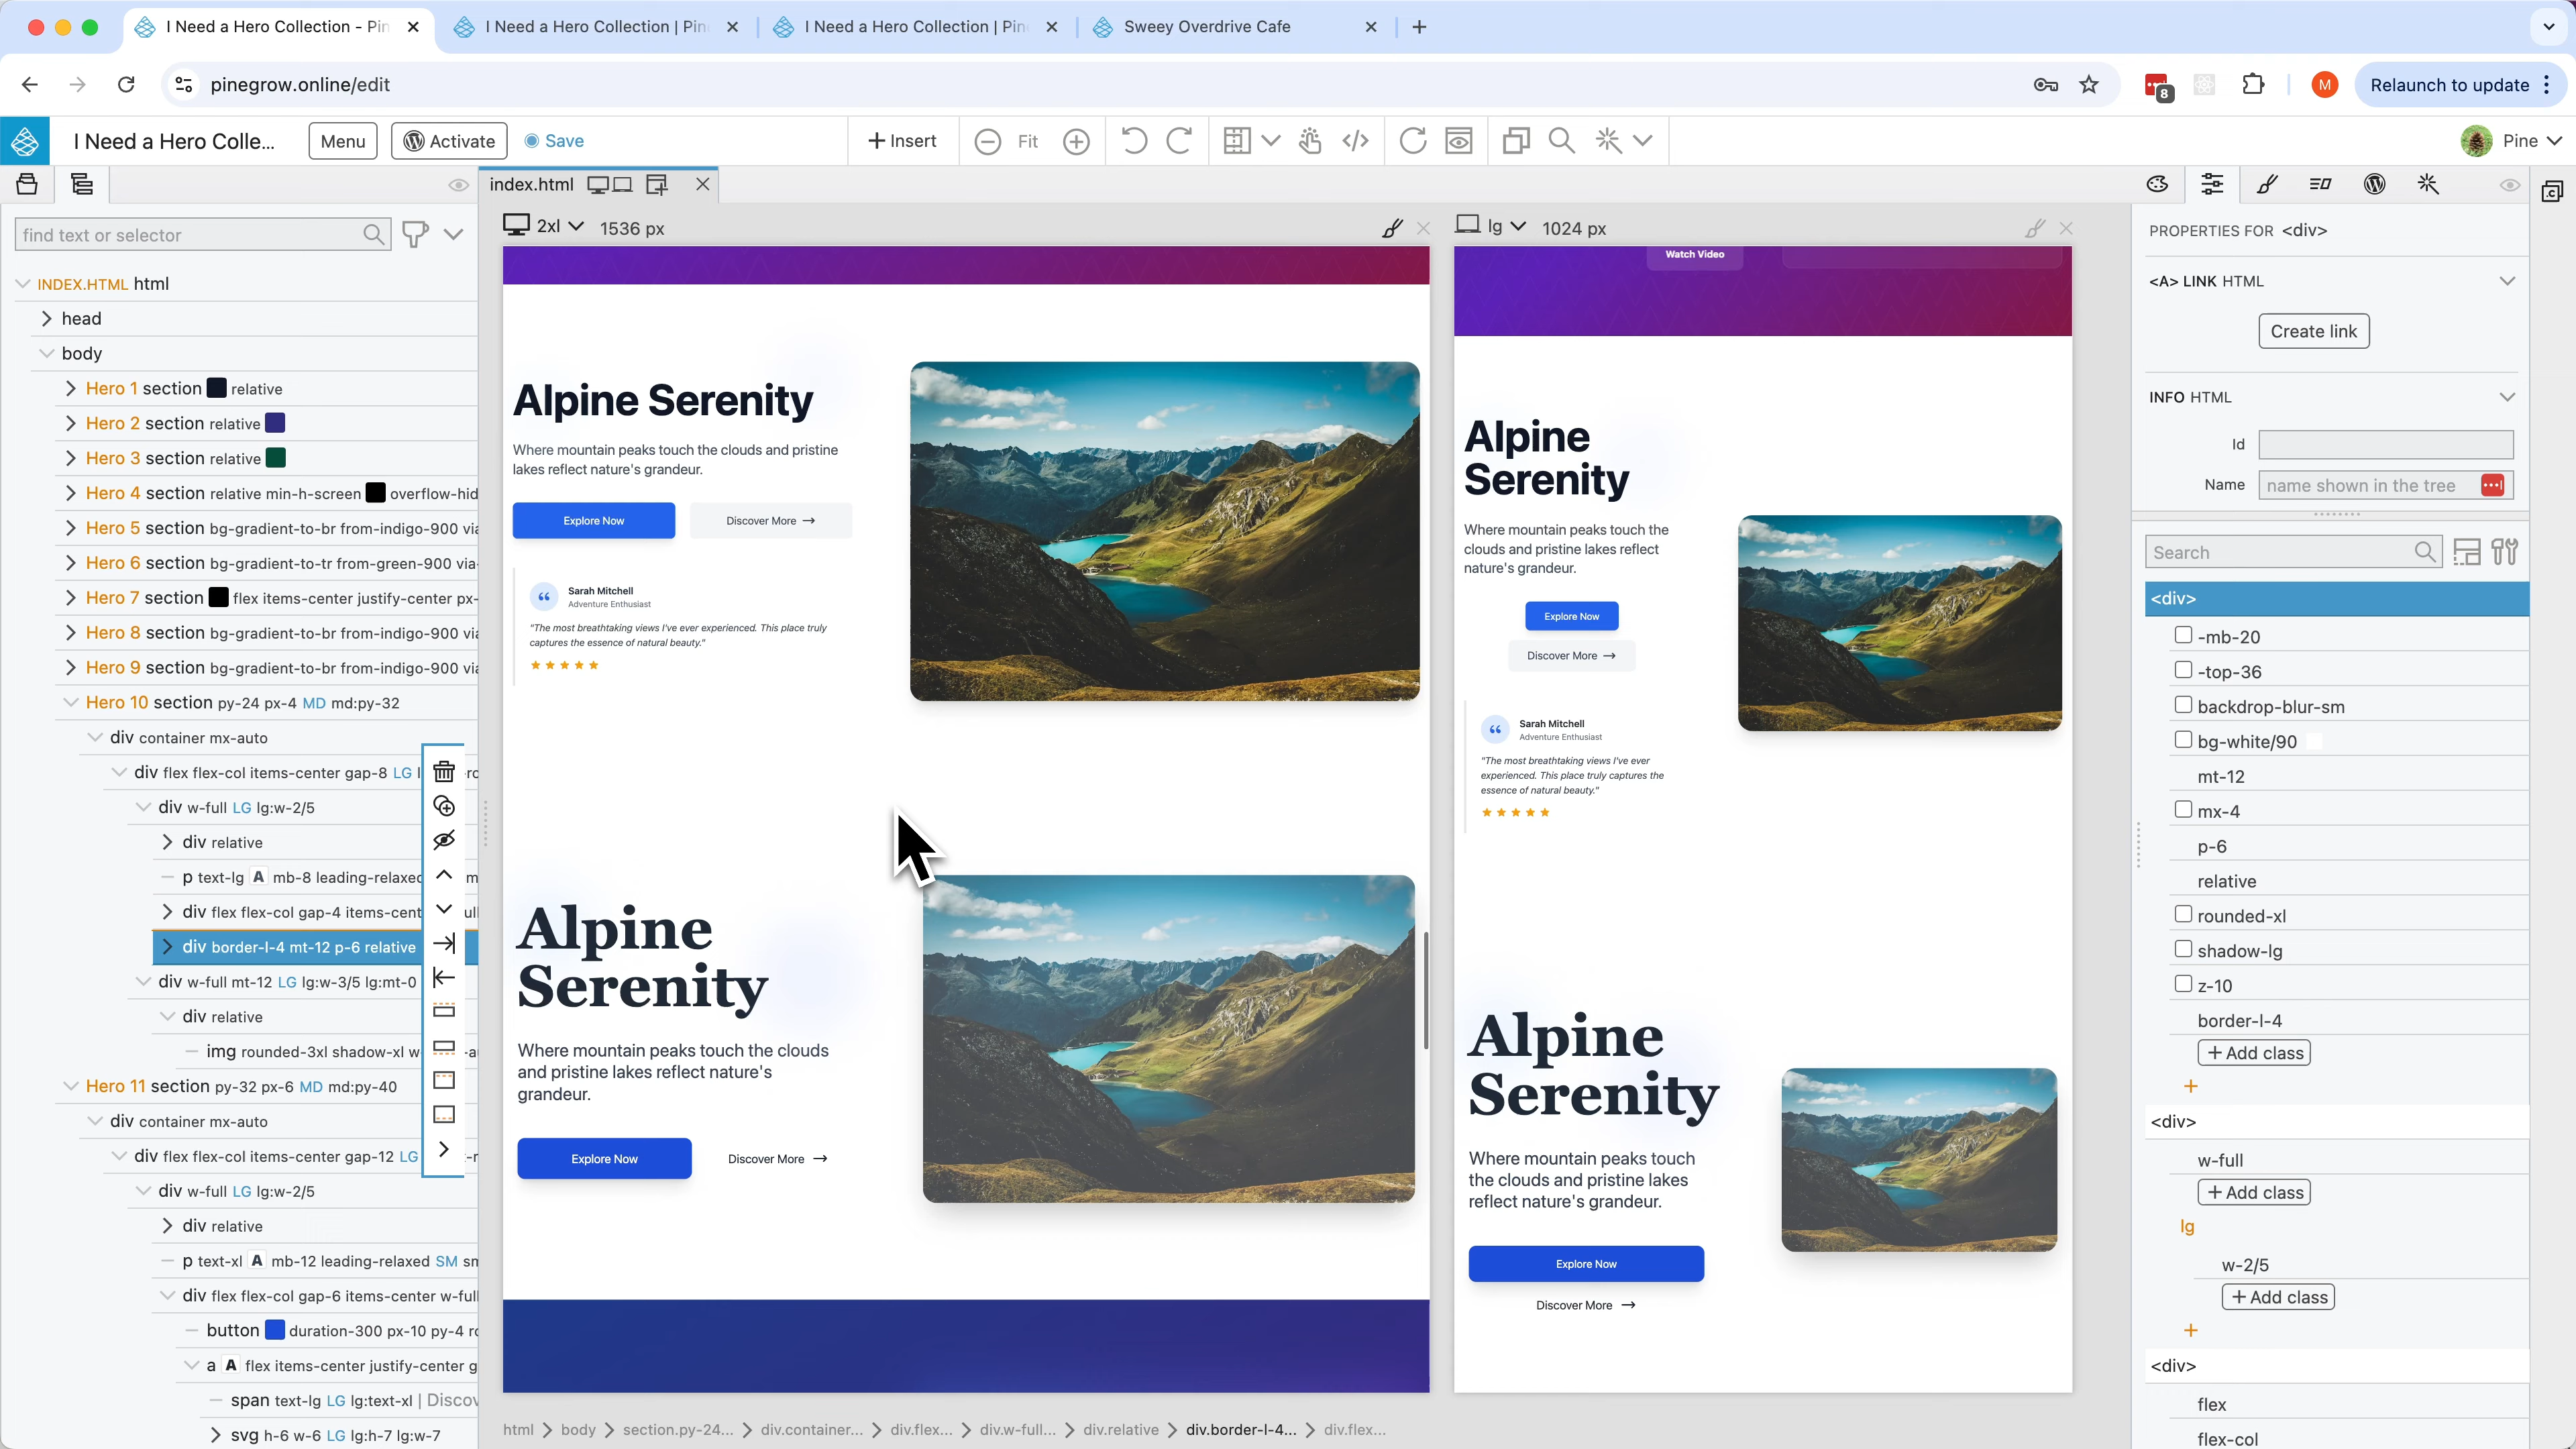 I Need a Hero Collection - Pin
I Need a Hero Collection | Pin
I Need a Hero Collection | Pin
Sweey Overdrive Cafe
pinegrow.online/edit
8
M
Relaunch to update
I Need a Hero Colle...
Menu
Activate
Save
Insert
Fit
Pine
index.html
find text or selector
INDEX.HTML html
head
body
Hero 1 section relative
Hero 2 section relative
Hero 3 section relative
Hero 4 section relative min-h-screen overflow-hid
Hero 5 section bg-gradient-to-br from-indigo-900 via
Hero 6 section bg-gradient-to-tr from-green-900 via-
Hero 7 section flex items-center justify-center px-
Hero 8 section bg-gradient-to-br from-indigo-900 vi
Hero 9 section bg-gradient-to-br from-indigo-900 vi
Hero 10 section py-24 px-4 MD md:py-32
div container mx-auto
div flex flex-col items-center gap-8 LG
div w-full LG lg:w-2/5
div relative
p text-lg A mb-8 leading-relaxed
div flex flex-col gap-4 items-cent
div border-l-4 mt-12 p-6 relative
div w-full mt-12 LG lg:w-3/5 lg:mt-0
div relative
img rounded-3xl shadow-xl w
Hero 11 section py-32 px-6 MD md:py-40
div container mx-auto
div flex flex-col items-center gap-12 LG
div w-full LG lg:w-2/5
div relative
p text-xl A mb-12 leading-relaxed SM sm
div flex flex-col gap-6 items-center w-full
button duration-300 px-10 py-4 ro
a A flex items-center justify-center g
span text-lg LG lg:text-xl | Discov
svg h-6 w-6 LG lg:h-7 lg:w-7
2xl 1536 px
Alpine Serenity
Where mountain peaks touch the clouds and pristine
lakes reflect nature's grandeur.
Explore Now
Discover More →
Sarah Mitchell
Adventure Enthusiast
"The most breathtaking views I've ever experienced. This place truly
captures the essence of natural beauty."
Alpine
Serenity
Where mountain peaks touch the clouds
and pristine lakes reflect nature's
grandeur.
Explore Now
Discover More →
lg 1024 px
Watch Video
Alpine
Serenity
Where mountain peaks touch the
clouds and pristine lakes reflect
nature's grandeur.
Explore Now
Discover More →
Sarah Mitchell
Adventure Enthusiast
"The most breathtaking views I've ever
experienced. This place truly captures the
essence of natural beauty."
Alpine
Serenity
Where mountain peaks touch
the clouds and pristine lakes
reflect nature's grandeur.
Explore Now
Discover More →
html > body > section.py-24... > div.container... > div.flex... > div.w-full... > div.relative > div.border-l-4... > div.flex...
PROPERTIES FOR <div>
<A> LINK HTML
Create link
INFO HTML
Id
Name name shown in the tree
Search
<div>
-mb-20
-top-36
backdrop-blur-sm
bg-white/90
mt-12
mx-4
p-6
relative
rounded-xl
shadow-lg
z-10
border-l-4
+ Add class
+
<div>
w-full
+ Add class
lg
w-2/5
+ Add class
+
<div>
flex
flex-col